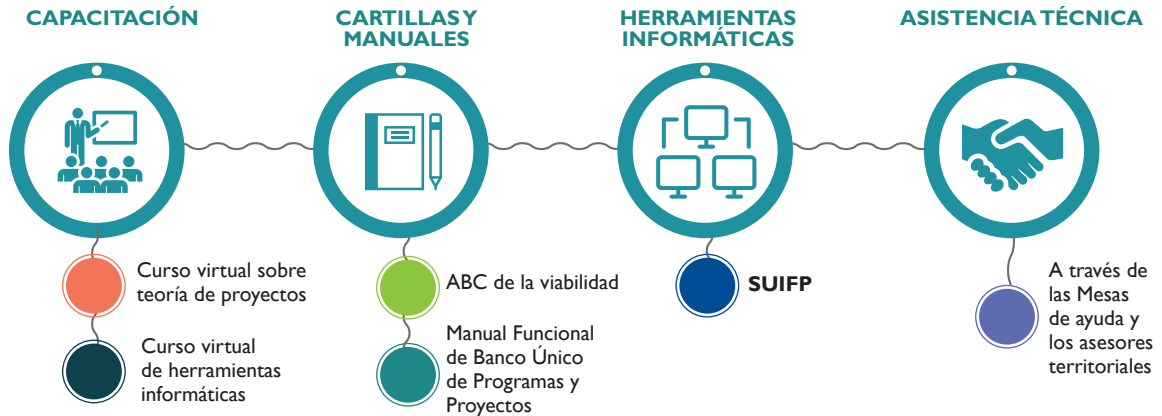 CAPACITACIÓN
CARTILLAS Y
MANUALES
HERRAMIENTAS
INFORMÁTICAS
ASISTENCIA TÉCNICA
Curso virtual sobre
teoría de proyectos
Curso virtual
de herramientas
informáticas
ABC de la viabilidad
Manual Funcional
de Banco Único
de Programas y
Proyectos
SUIFP
A través de
las Mesas
de ayuda y
los asesores
territoriales